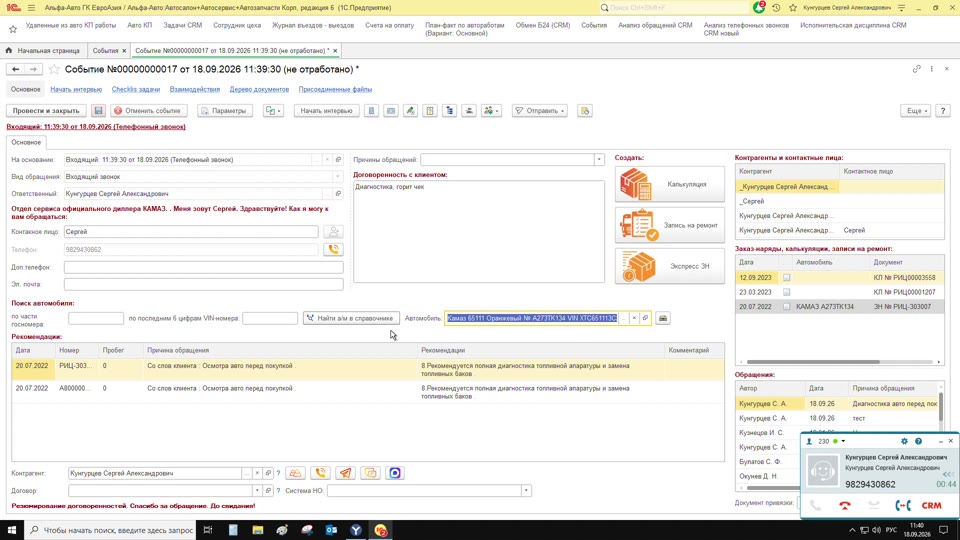 Альфа-Авто ГК ЕвроАлзия / Альфа-Авто Автосалон+Автосервис+Автозапчасти Корп, редакция 6 (1С:Предприятие)
Поиск Ctrl+Shift+F
Кунгурцев Сергей Александрович
Удаленные из авто КП работы
Авто КП
Задачи CRM
Сотрудник цеха
Журнал въездов - выездов
Счета на оплату
План-факт по автоработам (Вариант: Основной)
Обмен Б24 (CRM)
События
Анализ обращений CRM
Анализ телефонных звонков CRM новый
Исполнительская дисциплина CRM
Начальная страница
События ×
Событие №00000000017 от 18.09.2026 11:39:30 (не отработано) * ×
Событие №00000000017 от 18.09.2026 11:39:30 (не отработано) *
Основное
Начать интервью
Checklis задачи
Взаимодействия
Дерево документов
Присоединенные файлы
Провести и закрыть
Отменить событие
Параметры
Начать интервью
Отправить
Еще
?
Входящий: 11:39:30 от 18.09.2026 (Телефонный звонок)
Основное
На основании:
Входящий: 11:39:30 от 18.09.2026 (Телефонный звонок)
Вид обращения:
Входящий звонок
Ответственный:
Кунгурцев Сергей Александрович
Отдел сервиса официального диллера КАМАЗ. . Меня зовут Сергей. Здравствуйте! Как я могу к
вам обращаться:
Контактное лицо:
Сергей
Телефон:
9829430862
Доп.телефон:
Эл. почта:
Причины обращений:
Договоренность с клиентом:
Диагностика, горит чек
Создать:
Калькуляция
Запись на ремонт
Экспресс ЗН
Контрагенты и контактные лица:
Контрагент
Контактное лицо
_Кунгурцев Сергей Александ...
_Сергей
Кунгурцев Сергей Александр...
Кунгурцев Сергей Александр...
Сергей
Заказ-наряды, калькуляции, записи на ремонт:
Дата
Автомобиль
Документ
12.09.2023
КП № РИЦ00003558
23.03.2023
КП № РИЦ00001207
20.07.2022
КАМАЗ А273ТК134
ЗН № РИЦ-303007
Поиск автомобиля:
по части
госномера:
по последним 6 цифрам VIN-номера:
Найти а/м в справочнике
Автомобиль:
Камаз 65111 Оранжевый № А273ТК134 VIN XTC651113C
Рекомендации:
Дата
Номер
Пробег
Причина обращения
Рекомендации
Комментарий
20.07.2022
РИЦ-303...
0
Со слов клиента : Осмотра авто перед покупкой .
8.Рекомендуется полная диагностика топливной апаратуры и замена
топливных баков .
20.07.2022
A800000...
0
Со слов клиента : Осмотра авто перед покупкой .
8.Рекомендуется полная диагностика топливной апаратуры и замена
топливных баков .
Обращения:
Автор
Дата
Причина обращения
Кунгурцев С. А.
18.09.26
Диагностика авто перед пок
Кунгурцев С. А.
18.09.26
тест
Кузнецов И. С.
Кунгурцев С. А.
Булатов С. Ф.
Окунев Д. Н.
Документ привязки:
Контрагент:
Кунгурцев Сергей Александрович
?
Договор:
?
Система НО:
Резюмирование договоренностей. Спасибо за обращение. До свидания!
230
Кунгурцев Сергей Александрович
Кунгурцев Сергей Александрович
9829430862
00:44
CRM
Чтобы начать поиск, введите запрос
РУС
11:40
18.09.2026